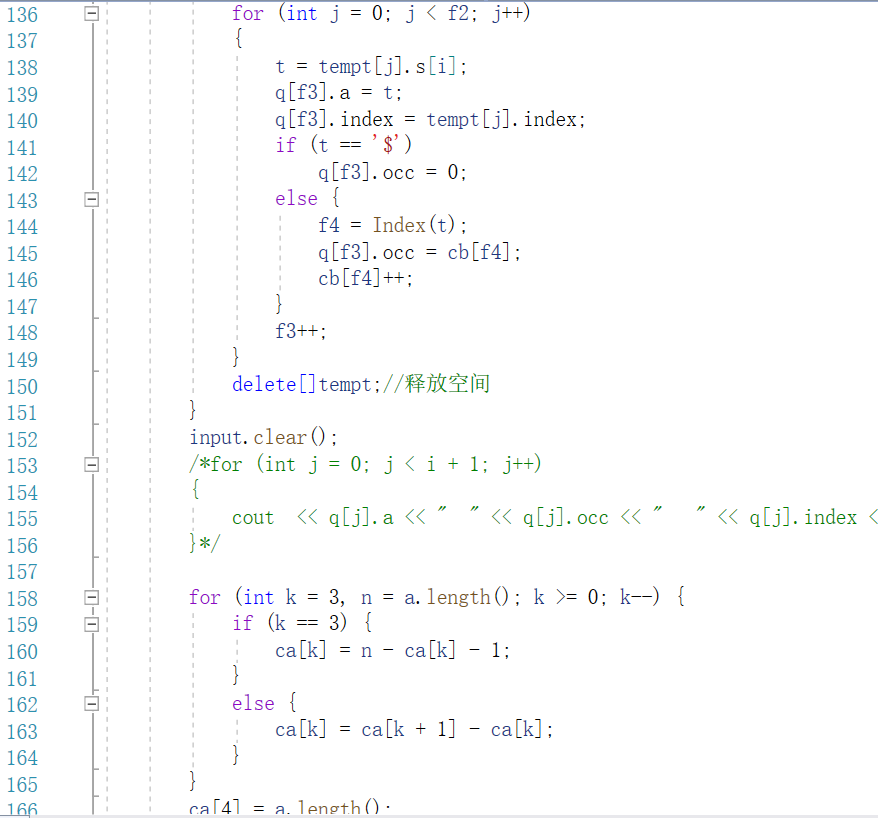 136 for (int j = 0; j < f2; j++)
137 {
138 t = tempt[j].s[i];
139 q[f3].a = t;
140 q[f3].index = tempt[j].index;
141 if (t == '$')
142 q[f3].occ = 0;
143 else {
144 f4 = Index(t);
145 q[f3].occ = cb[f4];
146 cb[f4]++;
147 }
148 f3++;
149 }
150 delete[]tempt;//释放空间
151 }
152 input.clear();
153 /*for (int j = 0; j < i + 1; j++)
154 {
155 cout  << q[j].a << "  " << q[j].occ << "   " << q[j].index <
156 }*/
157
158 for (int k = 3, n = a.length(); k >= 0; k--) {
159 if (k == 3) {
160 ca[k] = n - ca[k] - 1;
161 }
162 else {
163 ca[k] = ca[k + 1] - ca[k];
164 }
165 }
166 ca[4] = a.length();